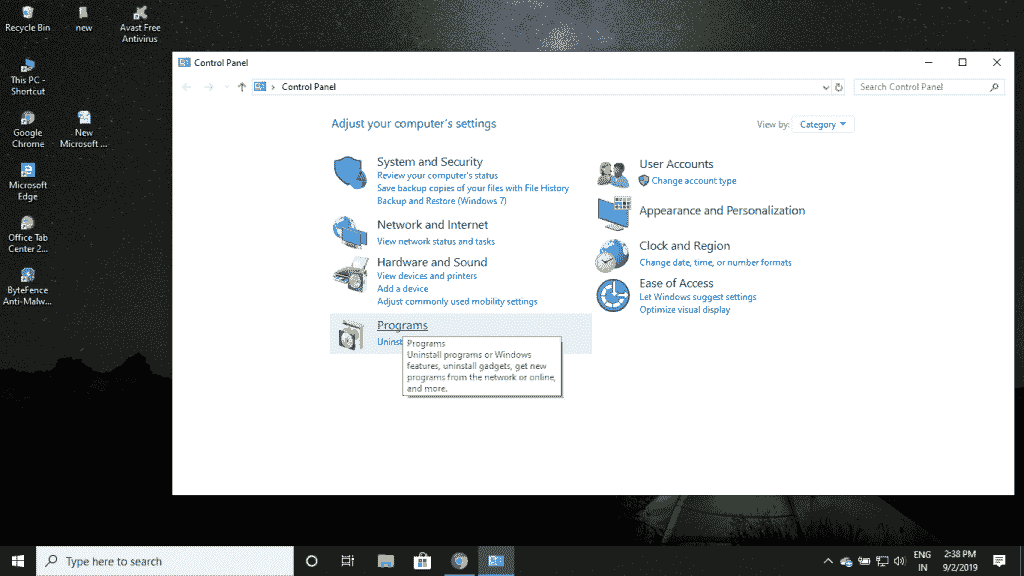 Recycle Bin
new
Avast Free
Antivirus
This PC -
Shortcut
Google
Chrome
New
Microsoft ...
Microsoft
Edge
Office Tab
Center 2...
ByteFence
Anti-Malw...
Control Panel
Control Panel
Search Control Panel
Adjust your computer's settings
View by: Category
System and Security
Review your computer's status
Save backup copies of your files with File History
Backup and Restore (Windows 7)
Network and Internet
View network status and tasks
Hardware and Sound
View devices and printers
Add a device
Adjust commonly used mobility settings
Programs
Uninst
Programs
Uninstall programs or Windows
features, uninstall gadgets, get new
programs from the network or online,
and more.
User Accounts
Change account type
Appearance and Personalization
Clock and Region
Change date, time, or number formats
Ease of Access
Let Windows suggest settings
Optimize visual display
Type here to search
ENG
IN
2:38 PM
9/2/2019